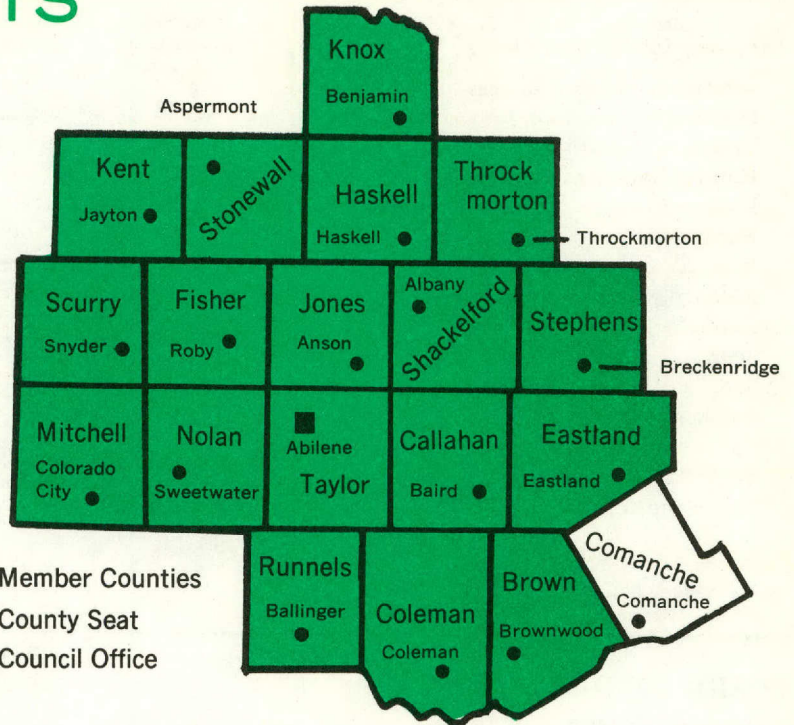 Knox
Benjamin
Aspermont
Kent
Jayton
Stonewall
Haskell
Haskell
Throck
morton
Throckmorton
Scurry
Snyder
Fisher
Roby
Jones
Anson
Albany
Shackelford
Stephens
Breckenridge
Mitchell
Colorado
City
Nolan
Sweetwater
Abilene
Taylor
Callahan
Baird
Eastland
Eastland
Comanche
Comanche
Member Counties
County Seat
Council Office
Runnels
Ballinger
Coleman
Coleman
Brown
Brownwood